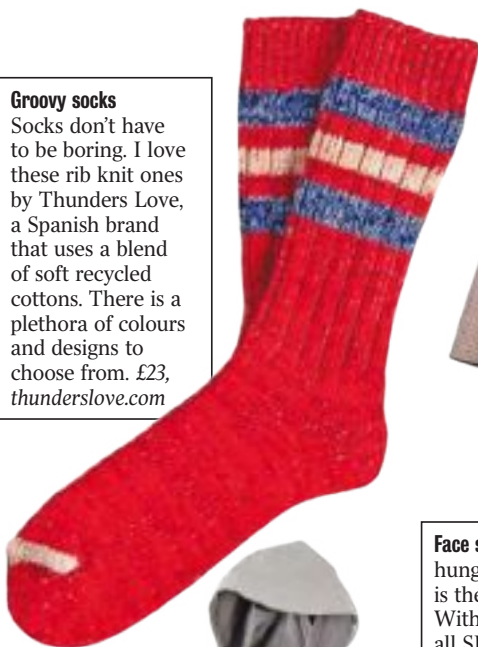 Groovy socks
Socks don't have
to be boring. I love
these rib knit ones
by Thunders Love,
a Spanish brand
that uses a blend
of soft recycled
cottons. There is a
plethora of colours
and designs to
choose from. £23,
thunderslove.com
Face
hung
is the
With